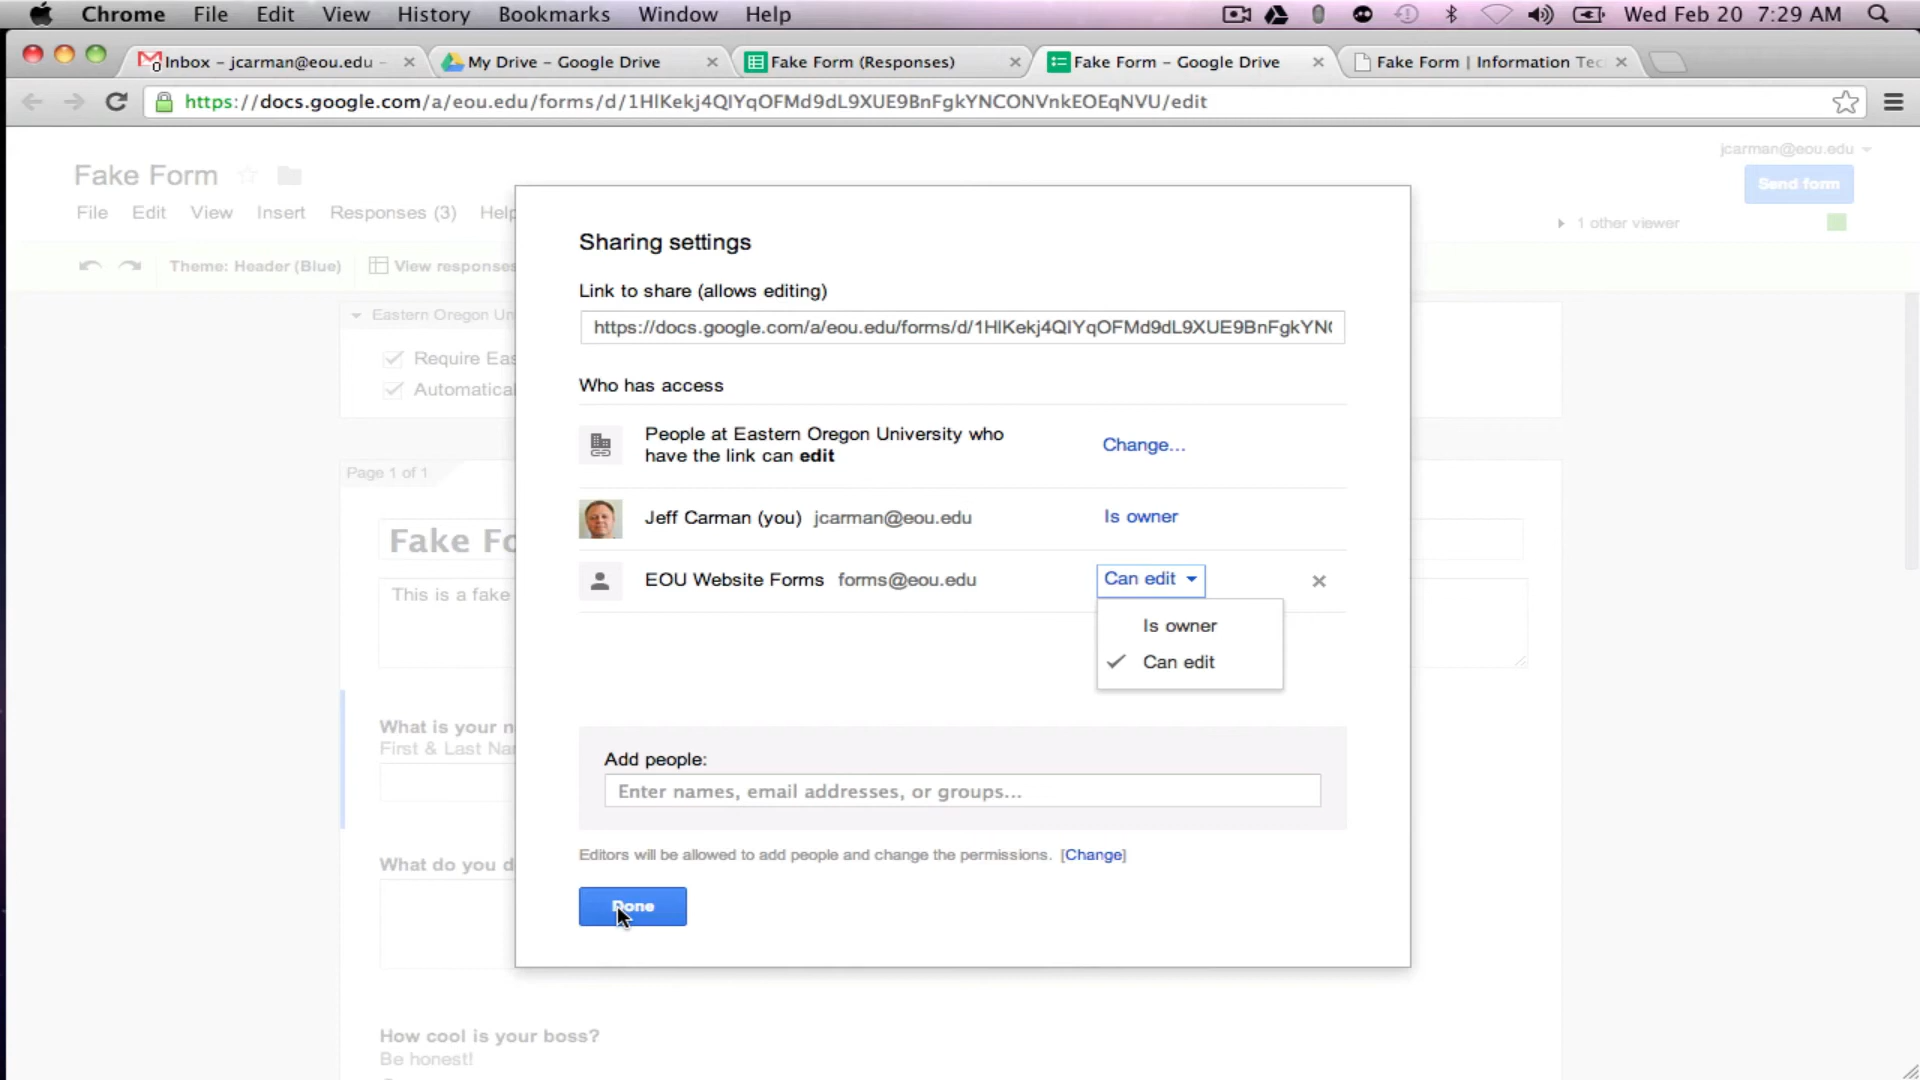 Chrome File Edit View History Bookmarks Window Help Wed Feb 20 7:29 AM
Inbox – jcarman@eou.edu –
My Drive – Google Drive
Fake Form (Responses)
Fake Form – Google Drive
Fake Form | Information Tec
https://docs.google.com/a/eou.edu/forms/d/1HlKekj4QIYqOFMd9dL9XUE9BnFgkYNCONVnkEOEqNVU/edit
jcarman@eou.edu
Fake Form
Send form
File Edit View Insert Responses (3) Help
1 other viewer
Theme: Header (Blue) View responses
Sharing settings
Link to share (allows editing)
https://docs.google.com/a/eou.edu/forms/d/1HlKekj4QIYqOFMd9dL9XUE9BnFgkYN
Eastern Oregon Un
Require Eas
Automatica
Who has access
People at Eastern Oregon University who
have the link can edit
Change...
Page 1 of 1
Jeff Carman (you) jcarman@eou.edu Is owner
Fake Fo
EOU Website Forms forms@eou.edu Can edit
This is a fake
Is owner
Can edit
What is your n
First & Last Nam
Add people:
Enter names, email addresses, or groups...
Editors will be allowed to add people and change the permissions. [Change]
What do you d
Done
How cool is your boss?
Be honest!